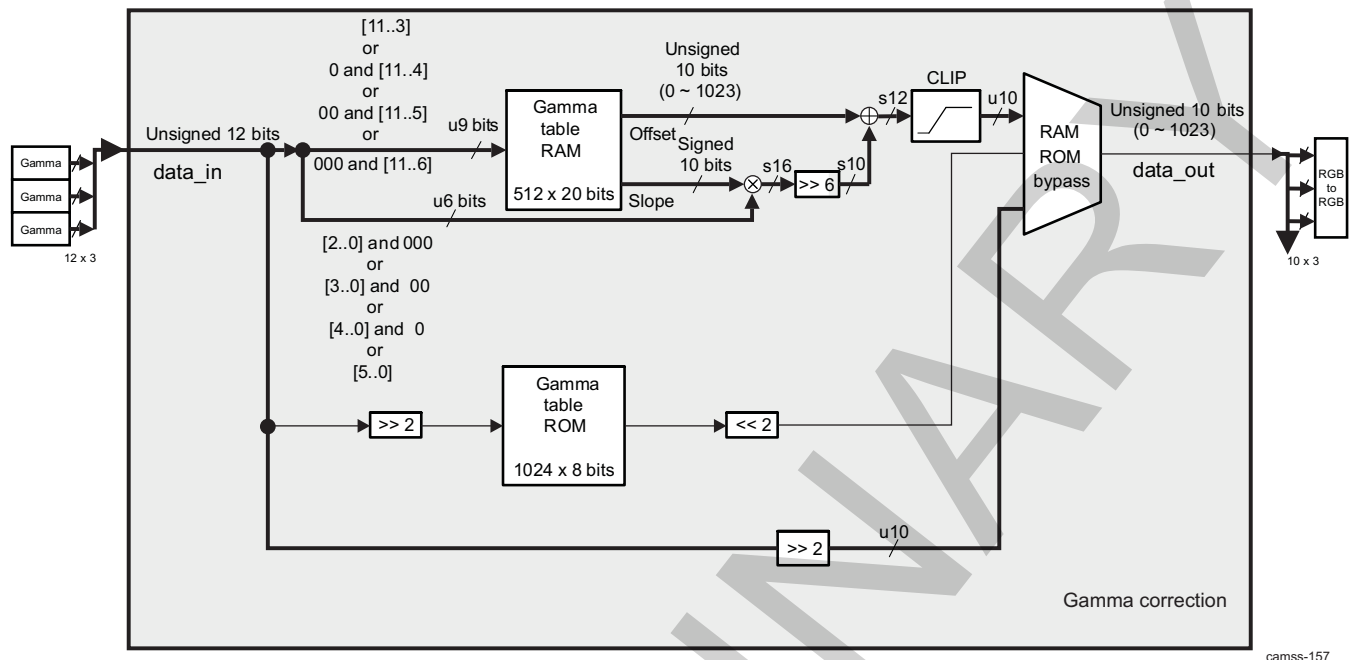 [11..3]
or
0 and [11..4]
or
00 and [11..5]
or
000 and [11..6]
Unsigned 12 bits
data_in
Gamma
Gamma
Gamma
12 x 3
u9 bits
Gamma
table
RAM
512 x 20 bits
u6 bits
Unsigned
10 bits
(0 ~ 1023)
Offset
Signed
10 bits
Slope
s16
>> 6
s10
s12
CLIP
u10
RAM
ROM
bypass
Unsigned 10 bits
(0 ~ 1023)
data_out
RGB
to
RGB
10 x 3
[2..0] and 000
or
[3..0] and 00
or
[4..0] and 0
or
[5..0]
>> 2
Gamma
table
ROM
1024 x 8 bits
<< 2
>> 2
u10
Gamma correction
camss-157